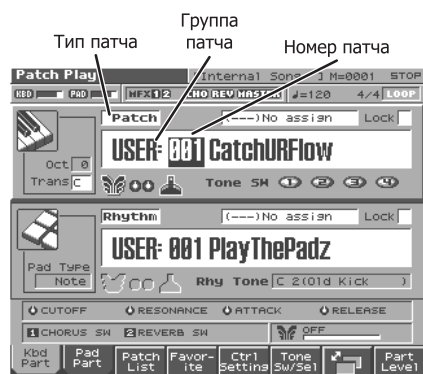 Группа
Тип патча патча Номер патча
Patch Play [Internal Song 1 M=0001 STOP
KBD PAD MFX 1 2 CHO REV MASTER ♩=120 4/4 LOOP
Patch (---)No assign Lock
USER: 001 CatchURFlow
Oct 0
Trans C Tone SW 1 2 3 4
Rhythm (---)No assign Lock
USER: 001 PlayThePadz
Pad Type
Note Rhy Tone C 2(Old Kick )
CUTOFF RESONANCE ATTACK RELEASE
1 CHORUS SW 2 REVERB SW OFF
Kbd Part Pad Part Patch List Favor-ite Ctrl Setting Tone Sw/Sel Part Level